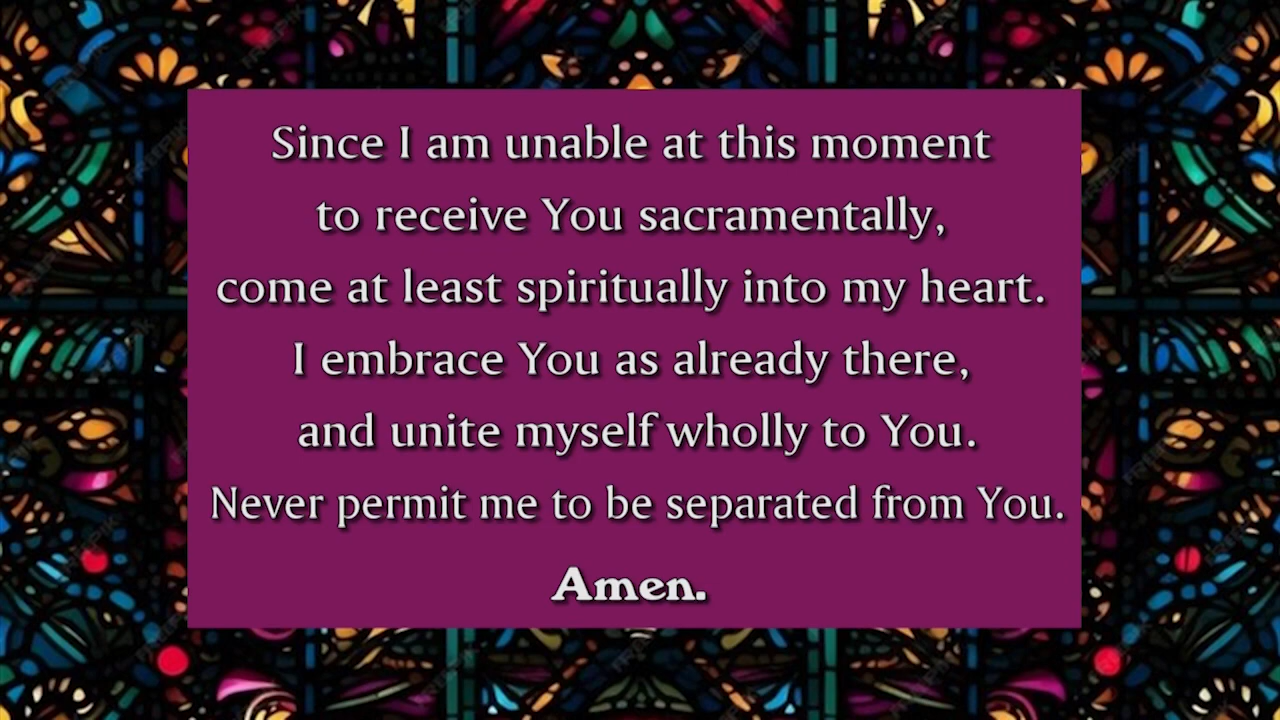 Since I am unable at this moment
to receive You sacramentally,
come at least spiritually into my heart.
I embrace You as already there,
and unite myself wholly to You.
Never permit me to be separated from You.
Amen.